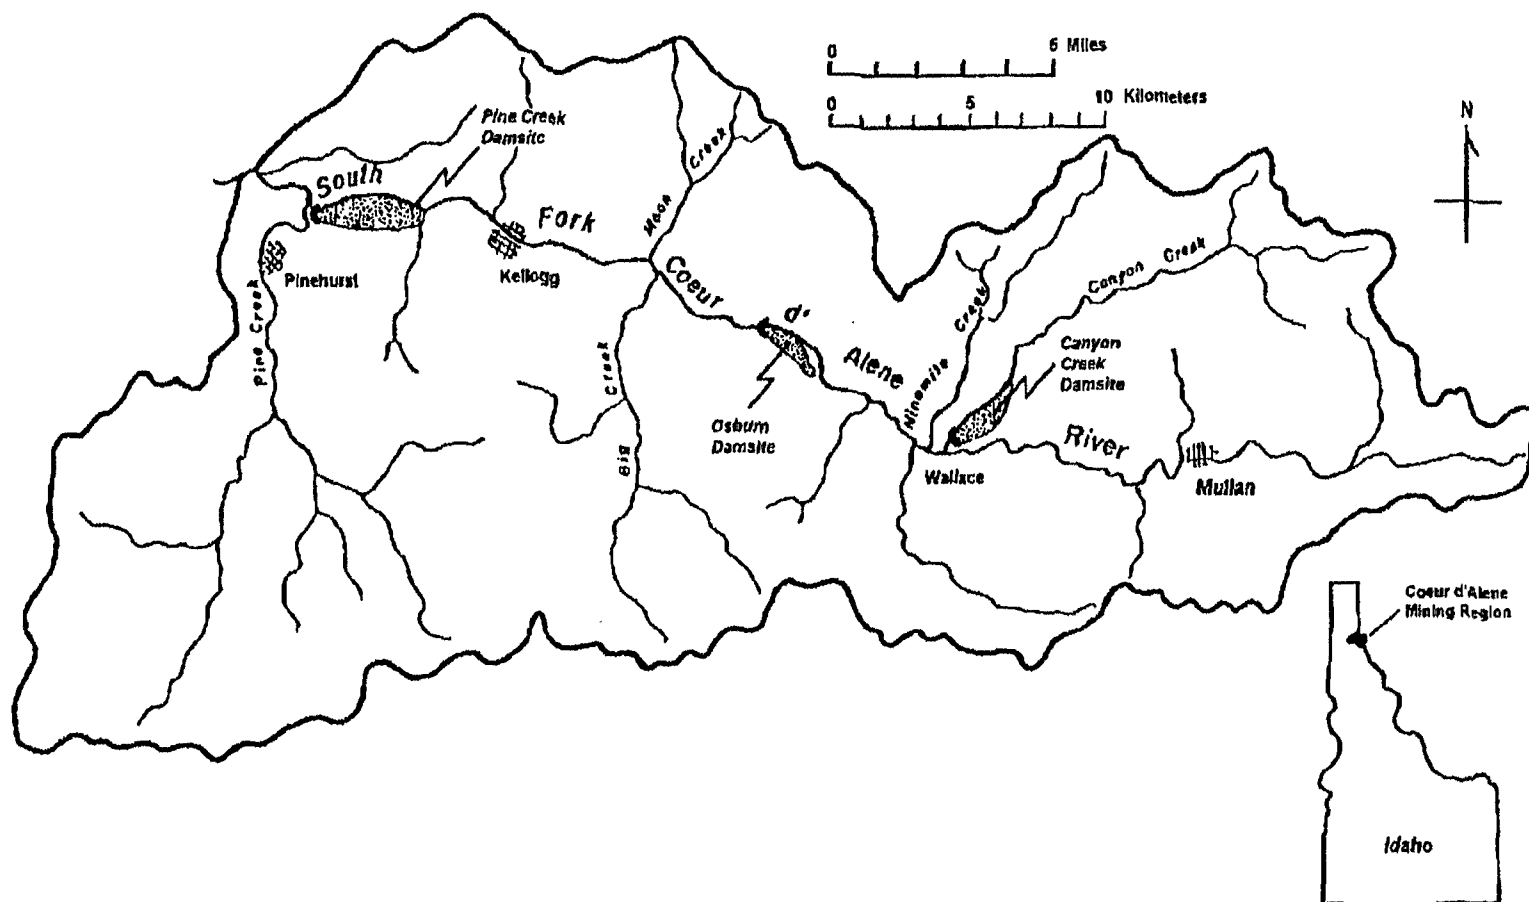 0 6 Miles
0 5 10 Kilometers
N
Pine Creek
Damsite
South
Fork
Moon Creek
Coeur
d'
Alene
River
Pinehurst
Kellogg
Pine Creek
Big Creek
Osburn
Damsite
Ninemile Creek
Canyon Creek
Canyon
Creek
Damsite
Wallace
Mullan
Coeur d'Alene
Mining Region
Idaho